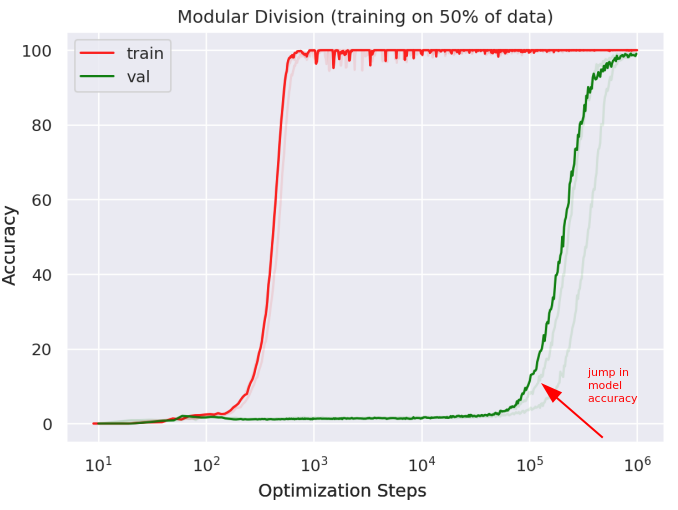 Modular Division (training on 50% of data)
train
val
Accuracy
100
80
60
40
20
0
jump in
model
accuracy
10¹ 10² 10³ 10⁴ 10⁵ 10⁶
Optimization Steps